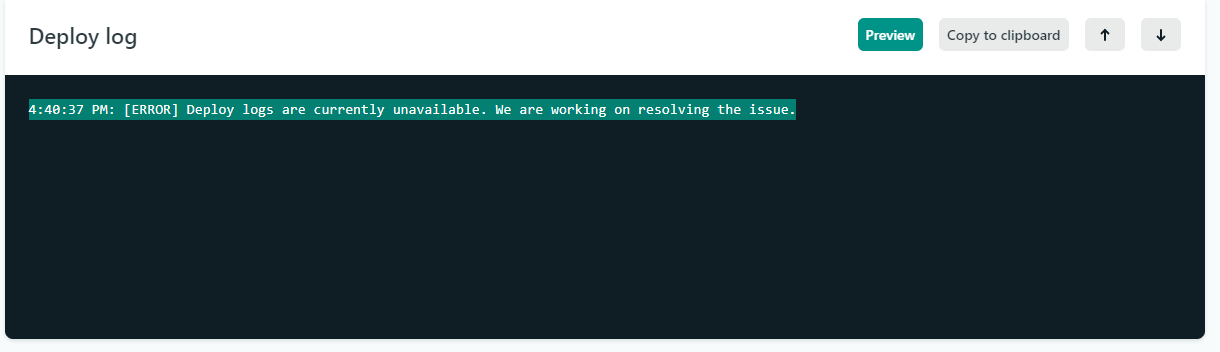 Deploy log
Preview
Copy to clipboard
4:40:37 PM: [ERROR] Deploy logs are currently unavailable. We are working on resolving the issue.